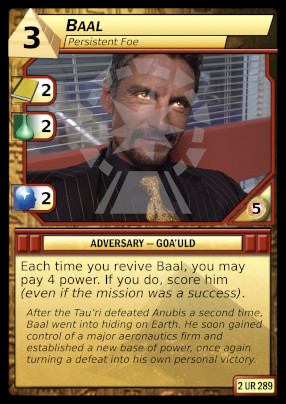 3
BAAL
Persistent Foe
2
2
2
5
ADVERSARY — GOA'ULD
Each time you revive Baal, you may
pay 4 power. If you do, score him
(even if the mission was a success).
After the Tau'ri defeated Anubis a second time,
Baal went into hiding on Earth. He soon gained
control of a major aeronautics firm and
established a new base of power, once again
turning a defeat into his own personal victory.
2 UR 289